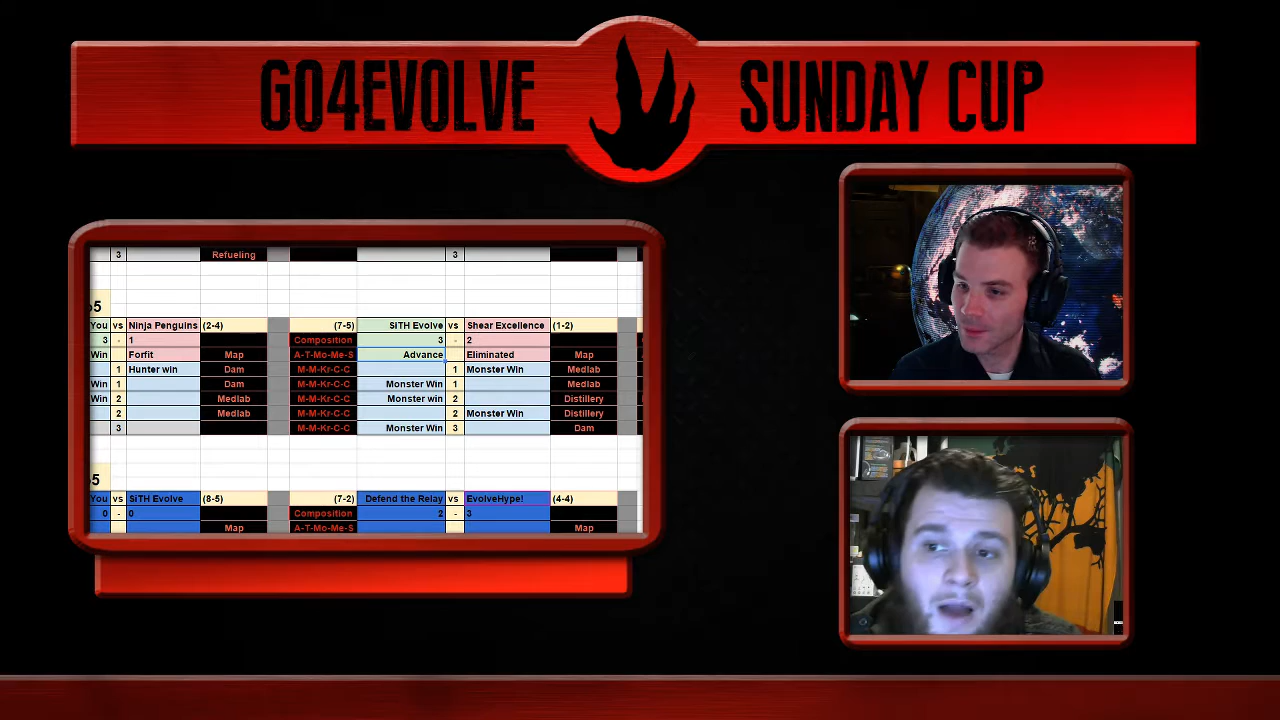 GO4EVOLVE SUNDAY CUP
3 Refueling 3
65
You vs Ninja Penguins (2-4) (7-5) SiTH Evolve vs Shear Excellence (1-2)
3 - 1 Composition 3 - 2
Win Forfit Map A-T-Mo-Me-S Advance Eliminated Map
1 Hunter win Dam M-M-Kr-C-C 1 Monster Win Medlab
Win 1 Dam M-M-Kr-C-C Monster Win 1 Medlab
Win 2 Medlab M-M-Kr-C-C Monster win 2 Distillery
2 Medlab M-M-Kr-C-C 2 Monster Win Distillery
3 M-M-Kr-C-C Monster Win 3 Dam
5
You vs SiTH Evolve (8-5) (7-2) Defend the Relay vs EvolveHype! (4-4)
0 - 0 Composition 2 - 3
Map A-T-Mo-Me-S Map